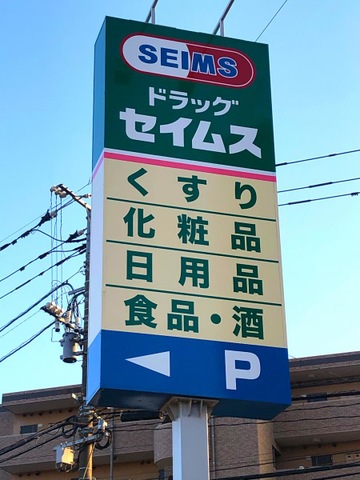 SEIMS
ドラッグ
セイムス
くすり
化粧品
日用品
食品・酒
P